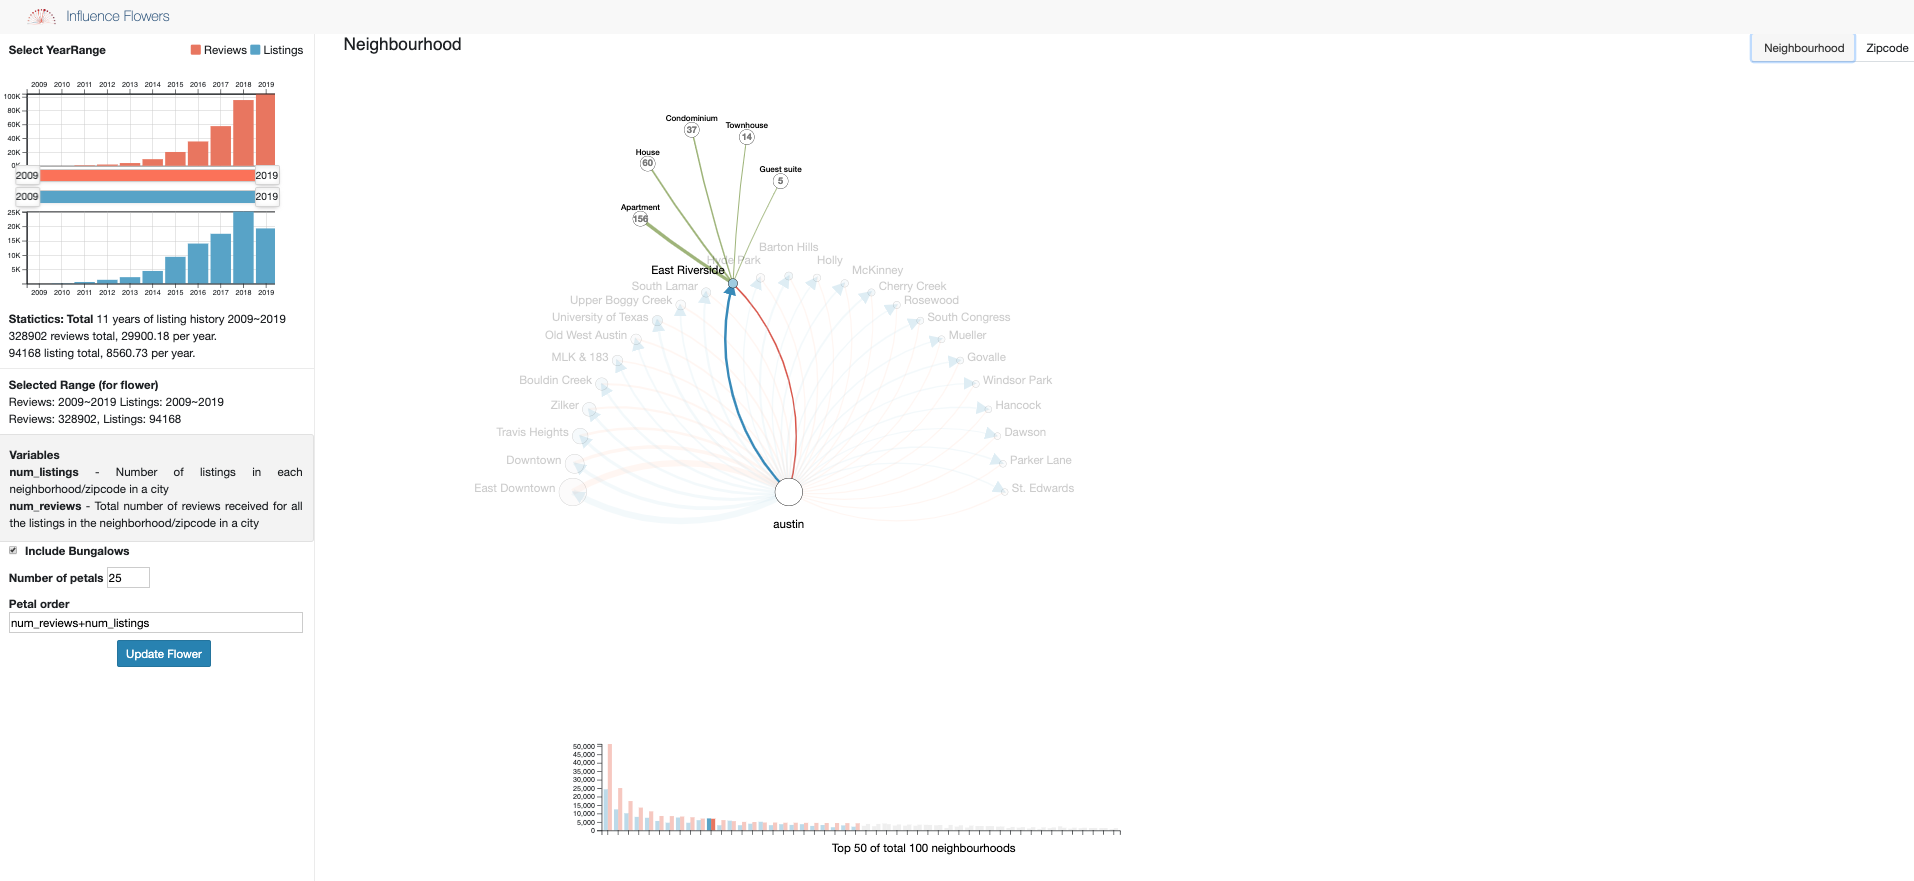 Influence Flowers
Select YearRange
Reviews Listings
2009 2010 2011 2012 2013 2014 2015 2016 2017 2018 2019
100K
80K
60K
40K
20K
0K
2009 2019
2009 2019
25K
20K
15K
10K
5K
2009 2010 2011 2012 2013 2014 2015 2016 2017 2018 2019
Statictics: Total 11 years of listing history 2009~2019
328902 reviews total, 29900.18 per year.
94168 listing total, 8560.73 per year.
Selected Range (for flower)
Reviews: 2009~2019 Listings: 2009~2019
Reviews: 328902, Listings: 94168
Variables
num_listings - Number of listings in each
neighborhood/zipcode in a city
num_reviews - Total number of reviews received for all
the listings in the neighborhood/zipcode in a city
Include Bungalows
Number of petals 25
Petal order
num_reviews+num_listings
Update Flower
Neighbourhood
Neighbourhood Zipcode
Condominium
37
Townhouse
14
House
60
Guest suite
5
Apartment
156
Barton Hills
Hyde Park
Holly
East Riverside
McKinney
South Lamar
Cherry Creek
Upper Boggy Creek
Rosewood
University of Texas
South Congress
Old West Austin
Mueller
MLK & 183
Govalle
Bouldin Creek
Windsor Park
Zilker
Hancock
Travis Heights
Dawson
Downtown
Parker Lane
East Downtown
St. Edwards
austin
50,000
45,000
40,000
35,000
30,000
25,000
20,000
15,000
10,000
5,000
0
Top 50 of total 100 neighbourhoods